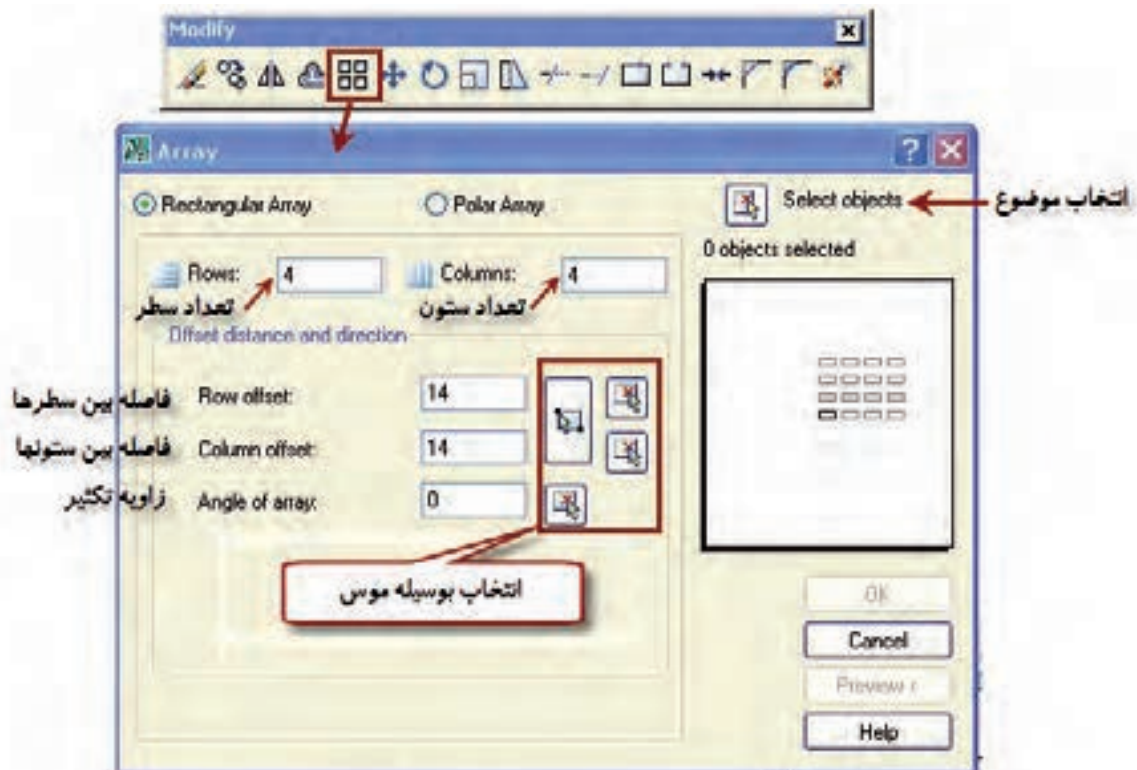 Modify
Array
Rectangular Array
Polar Array
Select objects
انتخاب موضوع
0 objects selected
Rows: 4
Columns: 4
تعداد سطر
تعداد ستون
Offset distance and direction
فاصله بین سطرها
Row offset: 14
فاصله بین ستونها
Column offset: 14
زاویه تکثیر
Angle of array: 0
انتخاب بوسیله موس
OK
Cancel
Preview <
Help